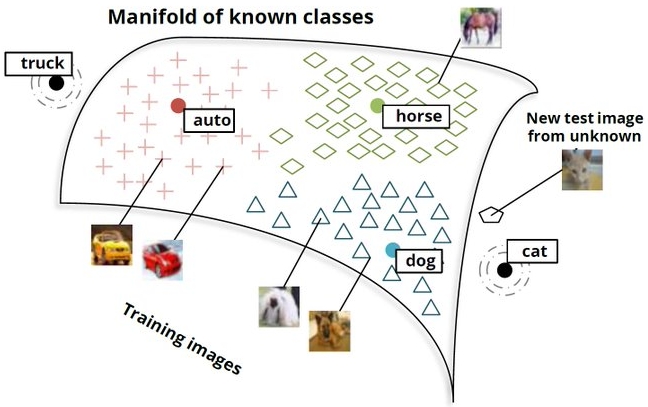 Manifold of known classes
truck
auto
horse
New test image
from unknown
cat
dog
Training images